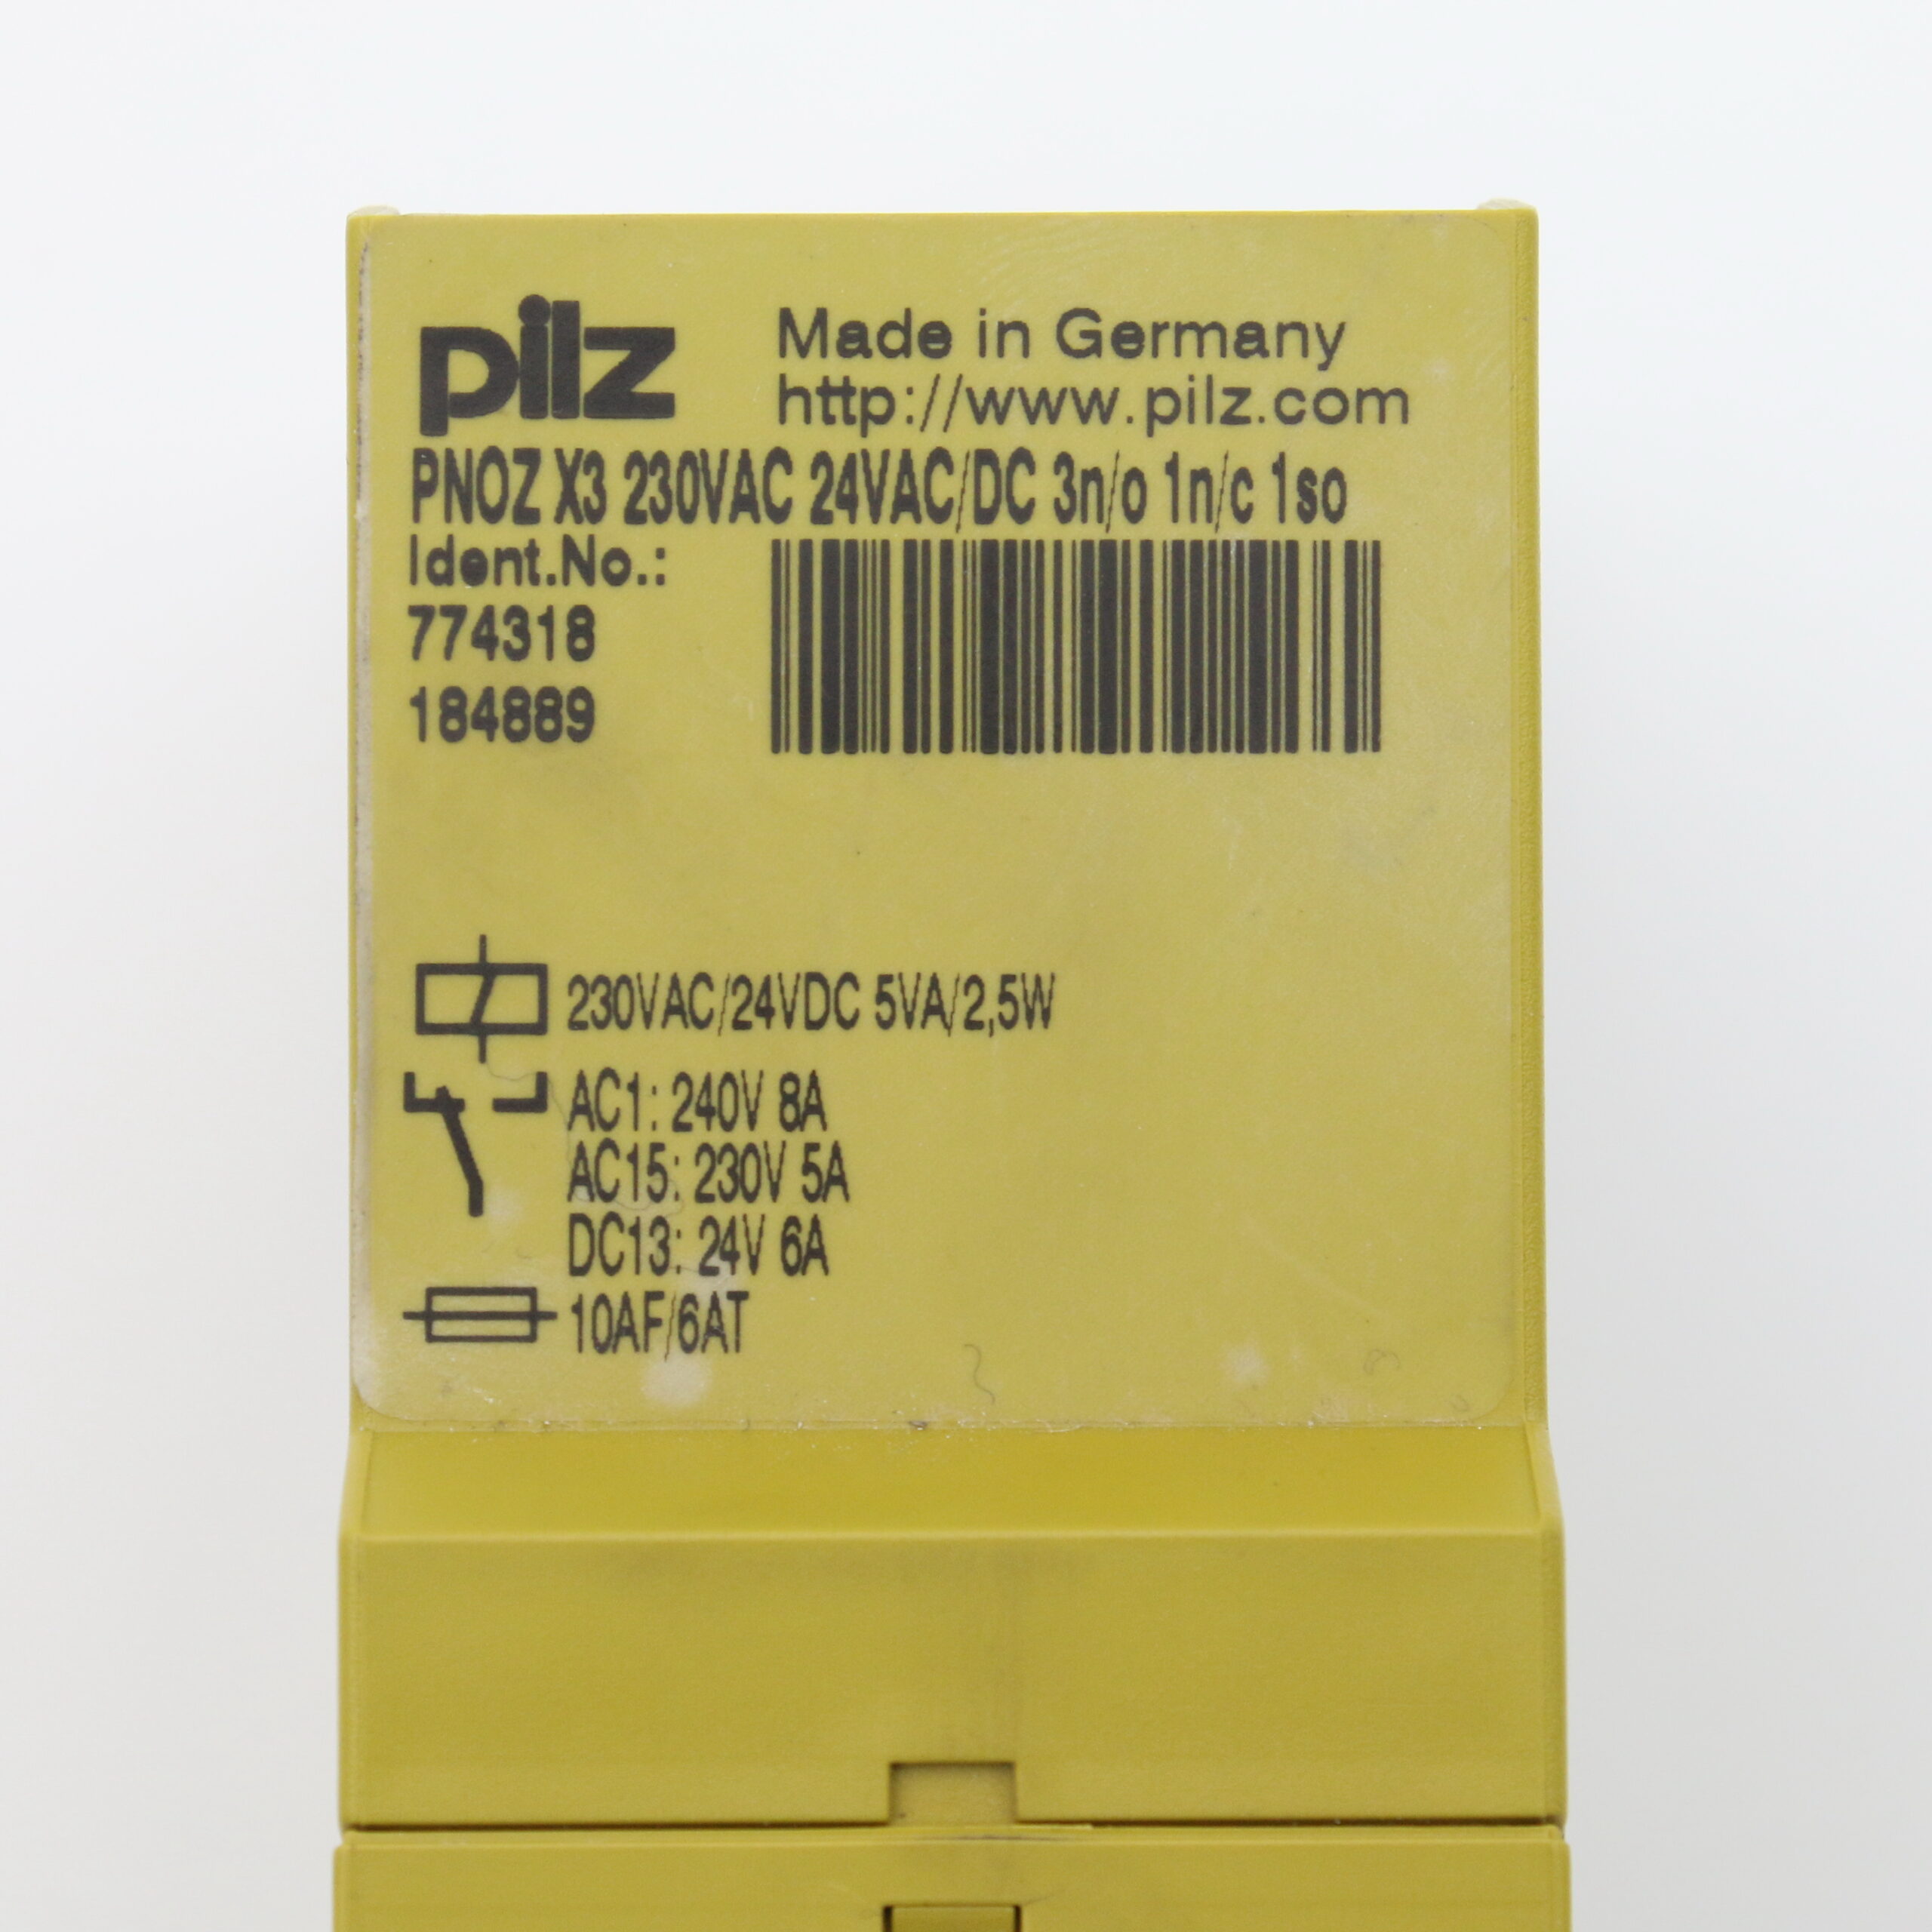 pilz
Made in Germany
http://www.pilz.com
PNOZ X3 230VAC 24VAC/DC 3n/o 1n/c 1so
Ident.No.:
774318
184889
230VAC/24VDC 5VA/2,5W
AC1: 240V 8A
AC15: 230V 5A
DC13: 24V 6A
10AF/6AT